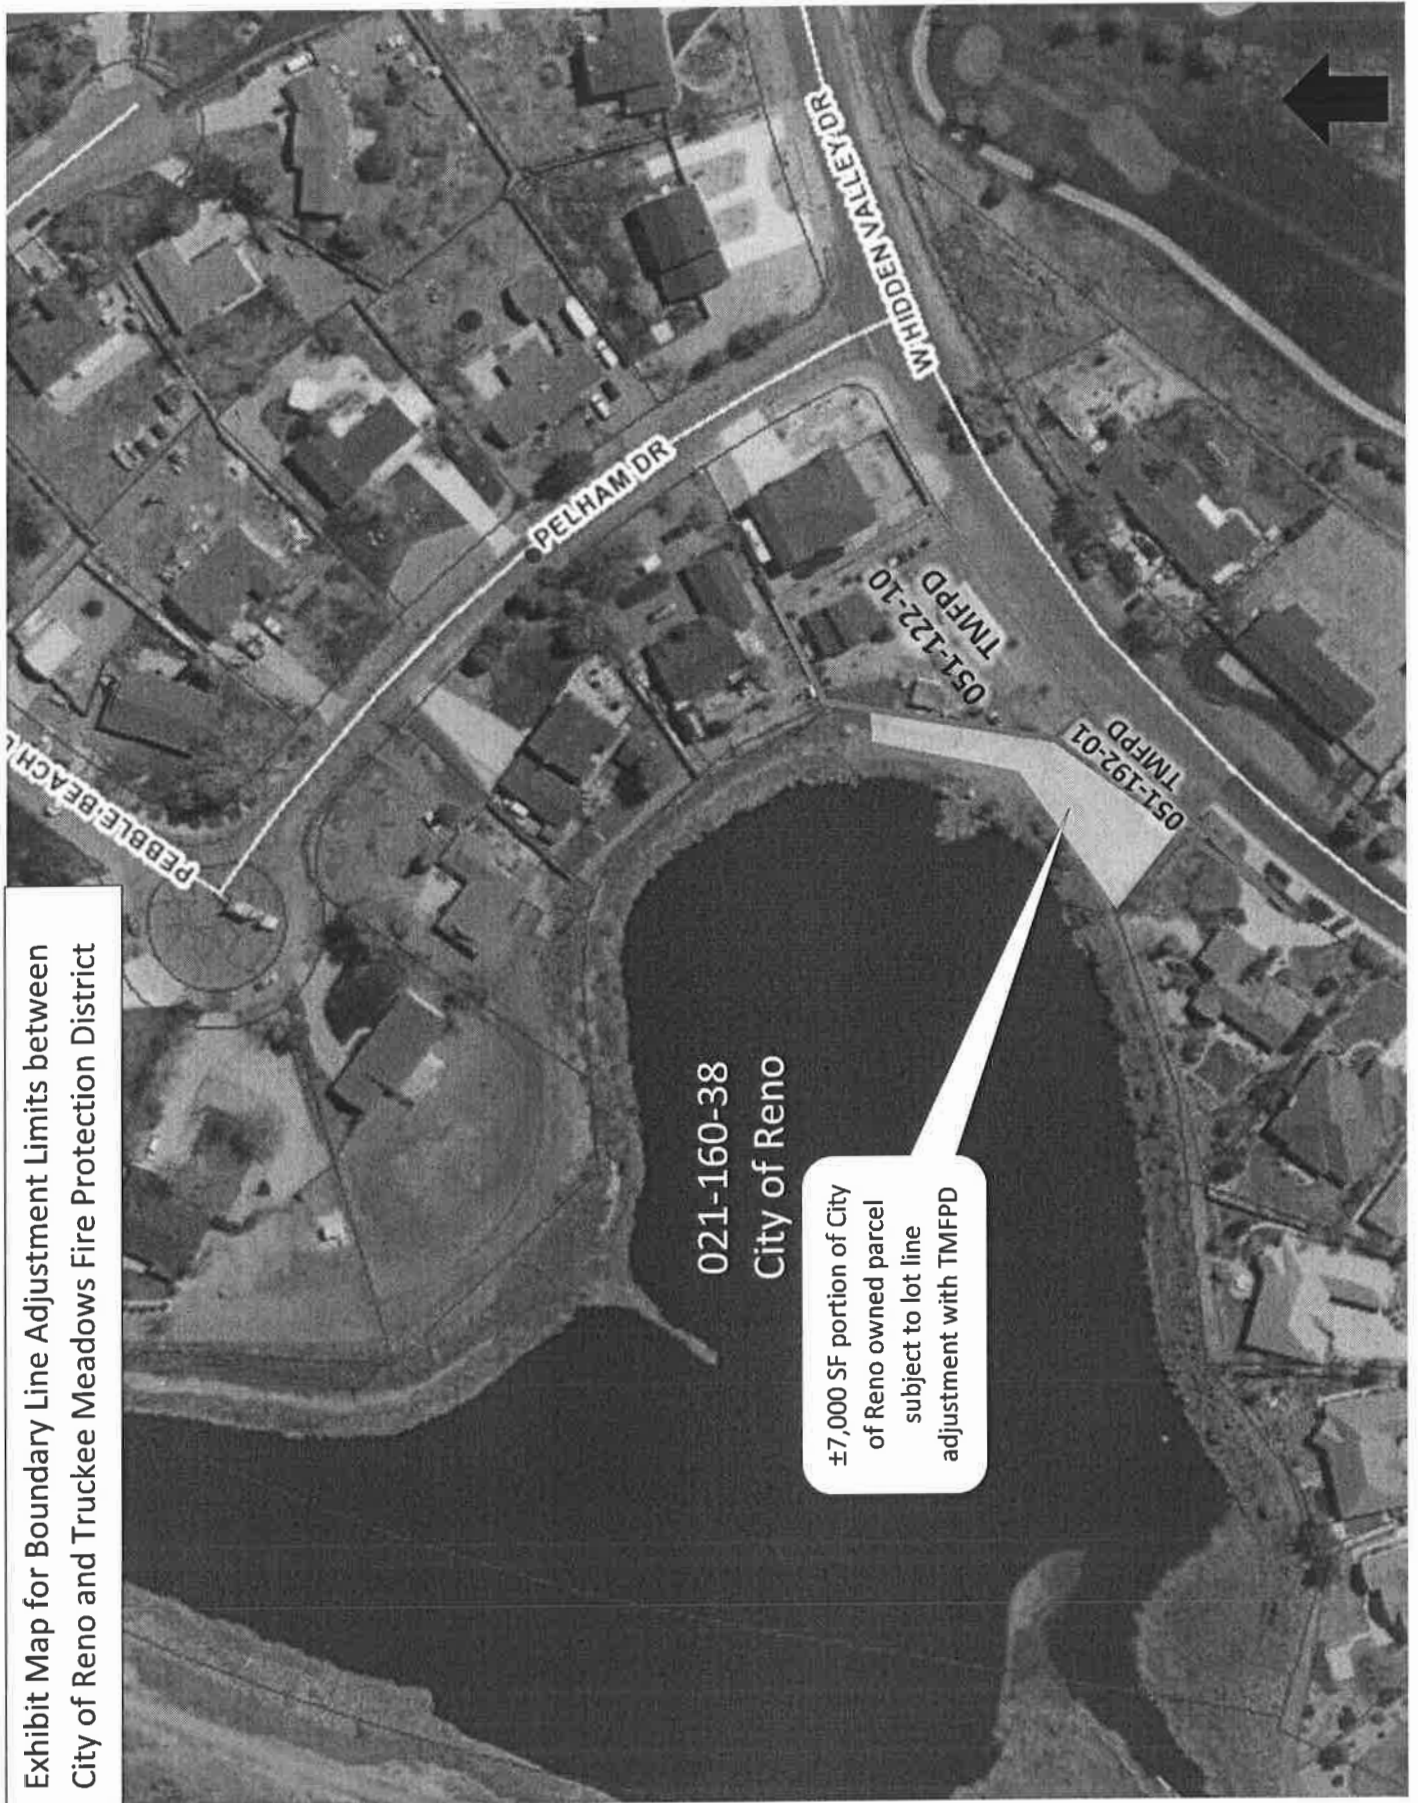 Exhibit Map for Boundary Line Adjustment Limits between
City of Reno and Truckee Meadows Fire Protection District
PEBBLE BEACH
PELHAM DR
W HIDDEN VALLEY DR
051-122-10
TMFPD
051-192-01
TMFPD
021-160-38
City of Reno
±7,000 SF portion of City
of Reno owned parcel
subject to lot line
adjustment with TMFPD